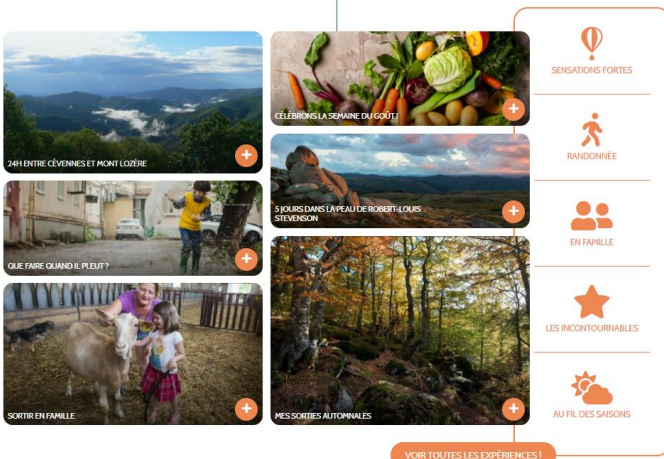 24H ENTRE CÉVENNES ET MONT LOZÈRE
CÉLÉBRONS LA SEMAINE DU GOÛT !
5 JOURS DANS LA PEAU DE ROBERT-LOUIS
STEVENSON
QUE FAIRE QUAND IL PLEUT ?
SORTIR EN FAMILLE
MES SORTIES AUTOMNALES
SENSATIONS FORTES
RANDONNÉE
EN FAMILLE
LES INCONTOURNABLES
AU FIL DES SAISONS
VOIR TOUTES LES EXPÉRIENCES !